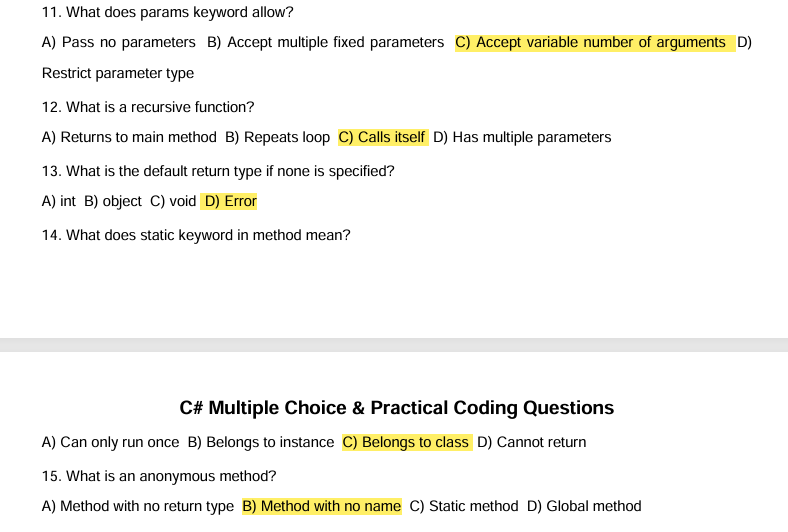 11. What does params keyword allow?
A) Pass no parameters B) Accept multiple fixed parameters C) Accept variable number of arguments D)
Restrict parameter type
12. What is a recursive function?
A) Returns to main method B) Repeats loop C) Calls itself D) Has multiple parameters
13. What is the default return type if none is specified?
A) int B) object C) void D) Error
14. What does static keyword in method mean?
C# Multiple Choice & Practical Coding Questions
A) Can only run once B) Belongs to instance C) Belongs to class D) Cannot return
15. What is an anonymous method?
A) Method with no return type B) Method with no name C) Static method D) Global method